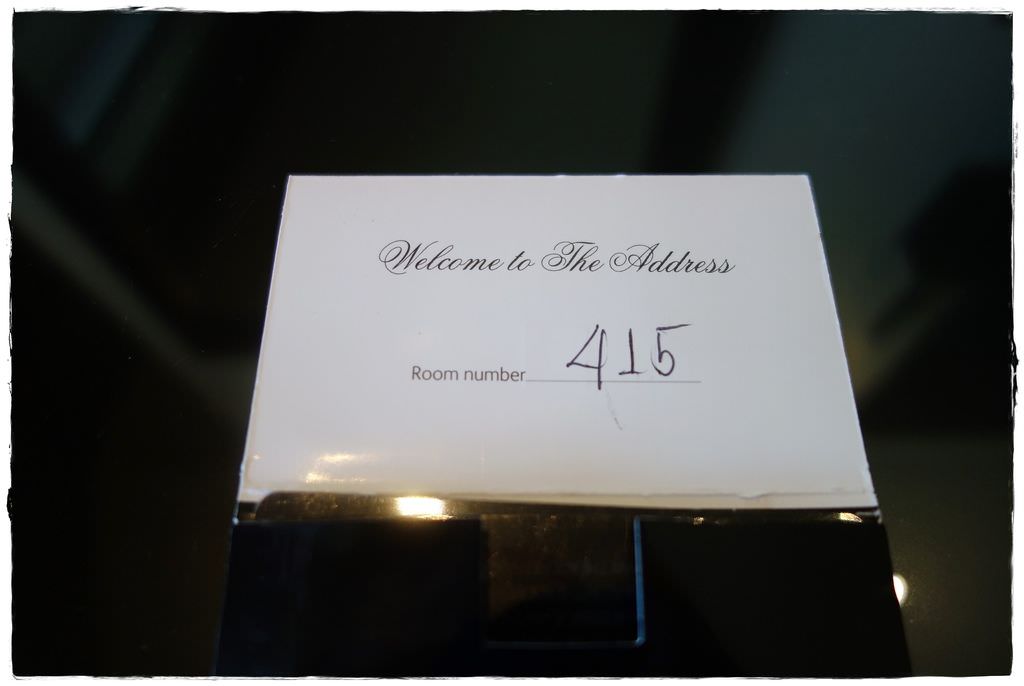 Welcome to The Address
Room number 415